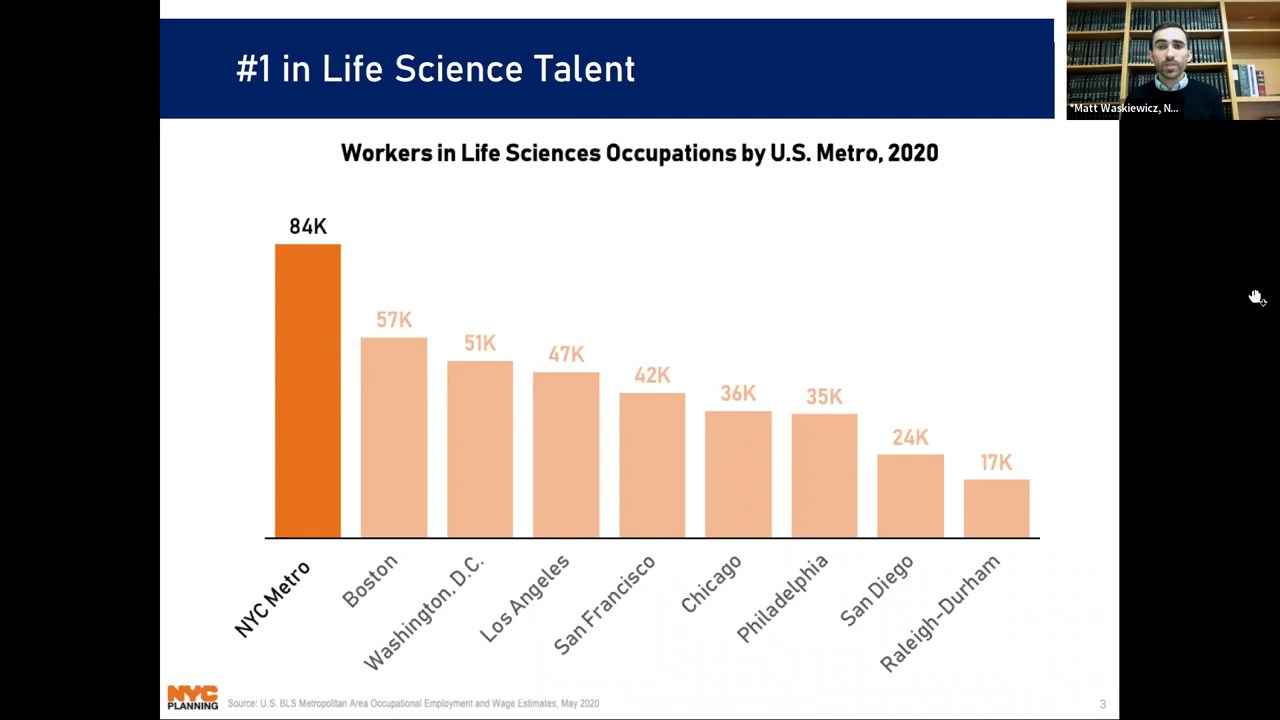 #1 in Life Science Talent
*Matt Waskiewicz, N...
Workers in Life Sciences Occupations by U.S. Metro, 2020
84K
57K
51K
47K
42K
36K
35K
24K
17K
NYC Metro
Boston
Washington, D.C.
Los Angeles
San Francisco
Chicago
Philadelphia
San Diego
Raleigh-Durham
NYC
PLANNING
Source: U.S. BLS Metropolitan Area Occupational Employment and Wage Estimates, May 2020
3